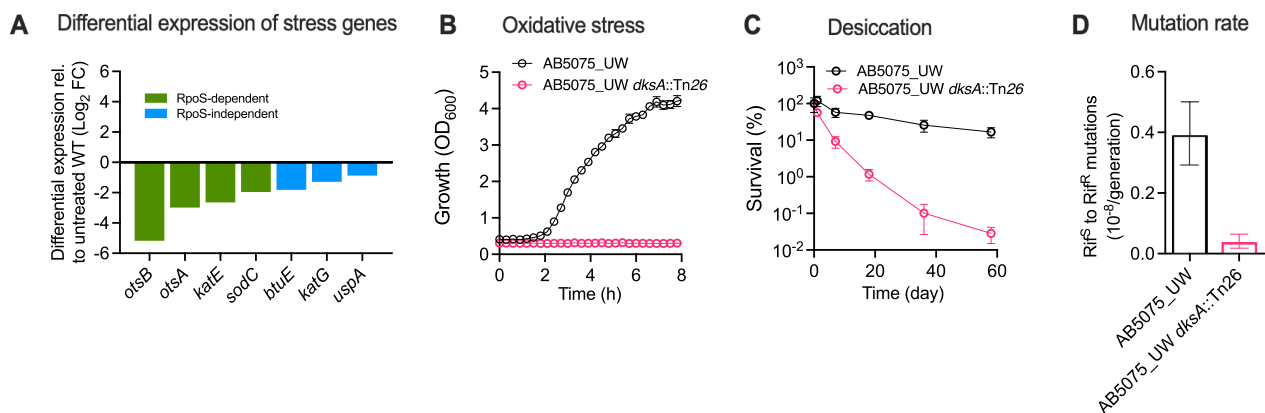 A Differential expression of stress genes
Differential expression rel.
to untreated WT (Log2 FC)
6
4
2
0
-2
-4
-6
RpoS-dependent
RpoS-independent
otsB
otsA
katE
sodC
btuE
katG
uspA
B Oxidative stress
AB5075_UW
AB5075_UW dksA::Tn26
Growth (OD600)
5
4
3
2
1
0
0 2 4 6 8
Time (h)
C Desiccation
AB5075_UW
AB5075_UW dksA::Tn26
Survival (%)
10^3
10^2
10^1
10^0
10^-1
10^-2
0 20 40 60
Time (day)
D Mutation rate
Rif^S to Rif^R mutations
(10^-8/generation)
0.6
0.4
0.2
0.0
AB5075_UW
AB5075_UW dksA::Tn26